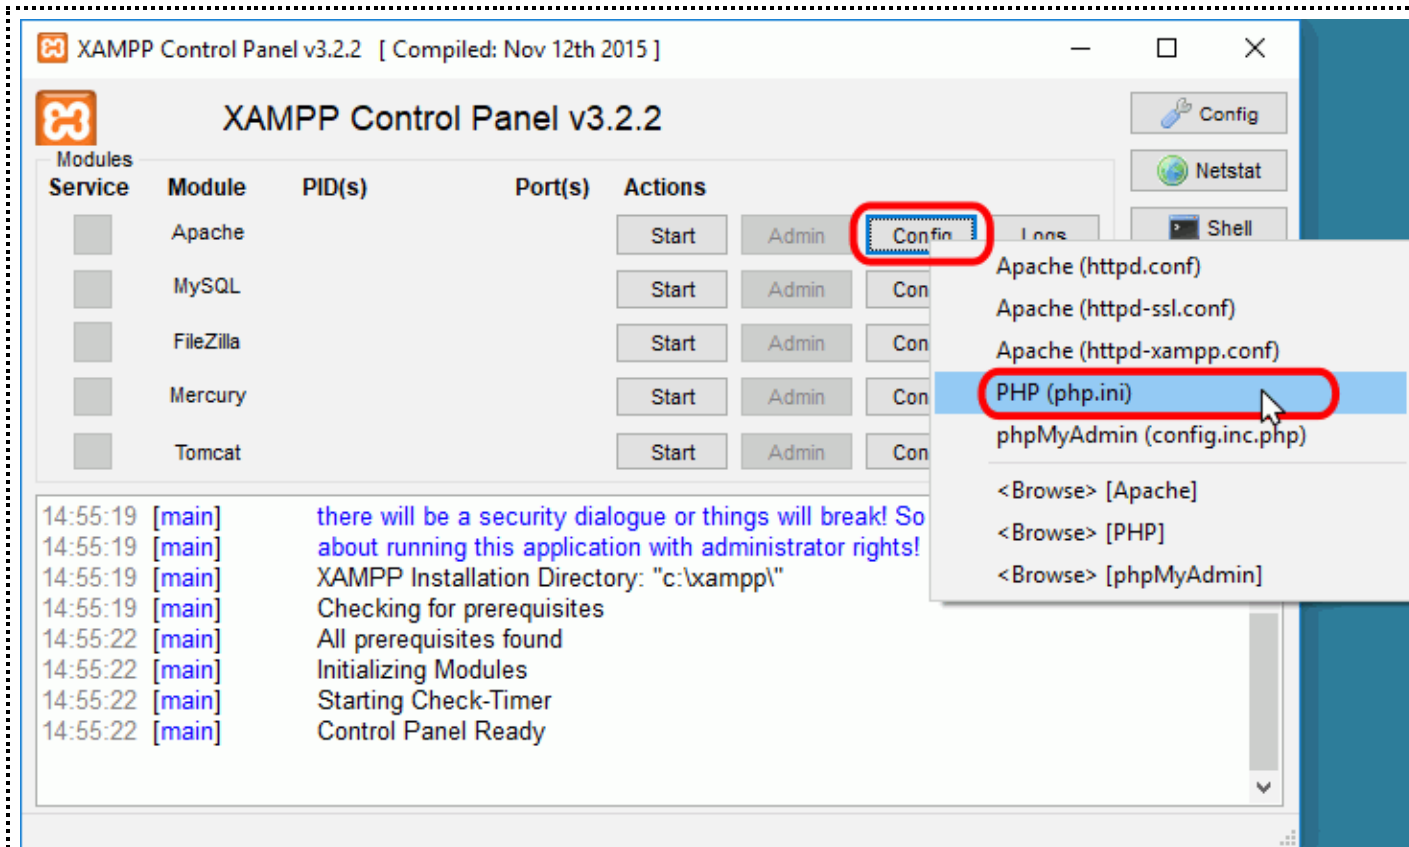 XAMPP Control Panel v3.2.2 [ Compiled: Nov 12th 2015 ]
XAMPP Control Panel v3.2.2
Config
Modules
Netstat
Service Module PID(s) Port(s) Actions
Shell
Apache Start Admin Config Logs
MySQL Start Admin Con
FileZilla Start Admin Con
Mercury Start Admin Con
Tomcat Start Admin Con
Apache (httpd.conf)
Apache (httpd-ssl.conf)
Apache (httpd-xampp.conf)
PHP (php.ini)
phpMyAdmin (config.inc.php)
<Browse> [Apache]
<Browse> [PHP]
<Browse> [phpMyAdmin]
14:55:19 [main] there will be a security dialogue or things will break! So
14:55:19 [main] about running this application with administrator rights!
14:55:19 [main] XAMPP Installation Directory: "c:\xampp\"
14:55:19 [main] Checking for prerequisites
14:55:22 [main] All prerequisites found
14:55:22 [main] Initializing Modules
14:55:22 [main] Starting Check-Timer
14:55:22 [main] Control Panel Ready